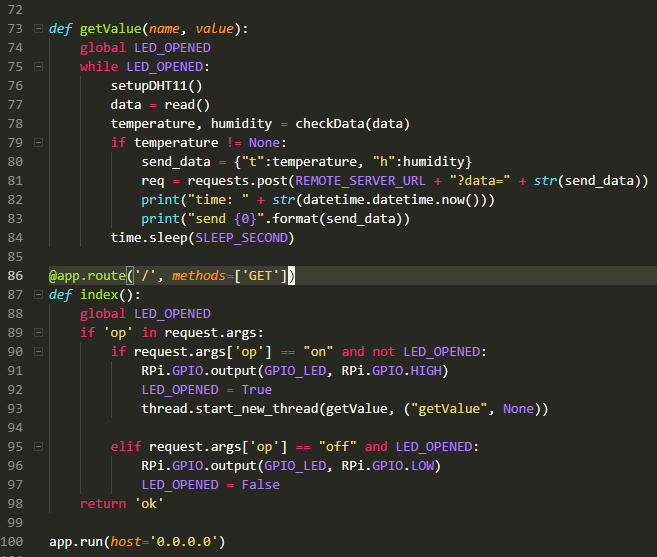 72
73 def getValue(name, value):
74     global LED_OPENED
75     while LED_OPENED:
76         setupDHT11()
77         data = read()
78         temperature, humidity = checkData(data)
79         if temperature != None:
80             send_data = {"t":temperature, "h":humidity}
81             req = requests.post(REMOTE_SERVER_URL + "?data=" + str(send_data))
82             print("time: " + str(datetime.datetime.now()))
83             print("send {0}".format(send_data))
84         time.sleep(SLEEP_SECOND)
85
86 @app.route('/', methods=['GET'])
87 def index():
88     global LED_OPENED
89     if 'op' in request.args:
90         if request.args['op'] == "on" and not LED_OPENED:
91             RPi.GPIO.output(GPIO_LED, RPi.GPIO.HIGH)
92             LED_OPENED = True
93             thread.start_new_thread(getValue, ("getValue", None))
94
95         elif request.args['op'] == "off" and LED_OPENED:
96             RPi.GPIO.output(GPIO_LED, RPi.GPIO.LOW)
97             LED_OPENED = False
98     return 'ok'
99
100 app.run(host='0.0.0.0')